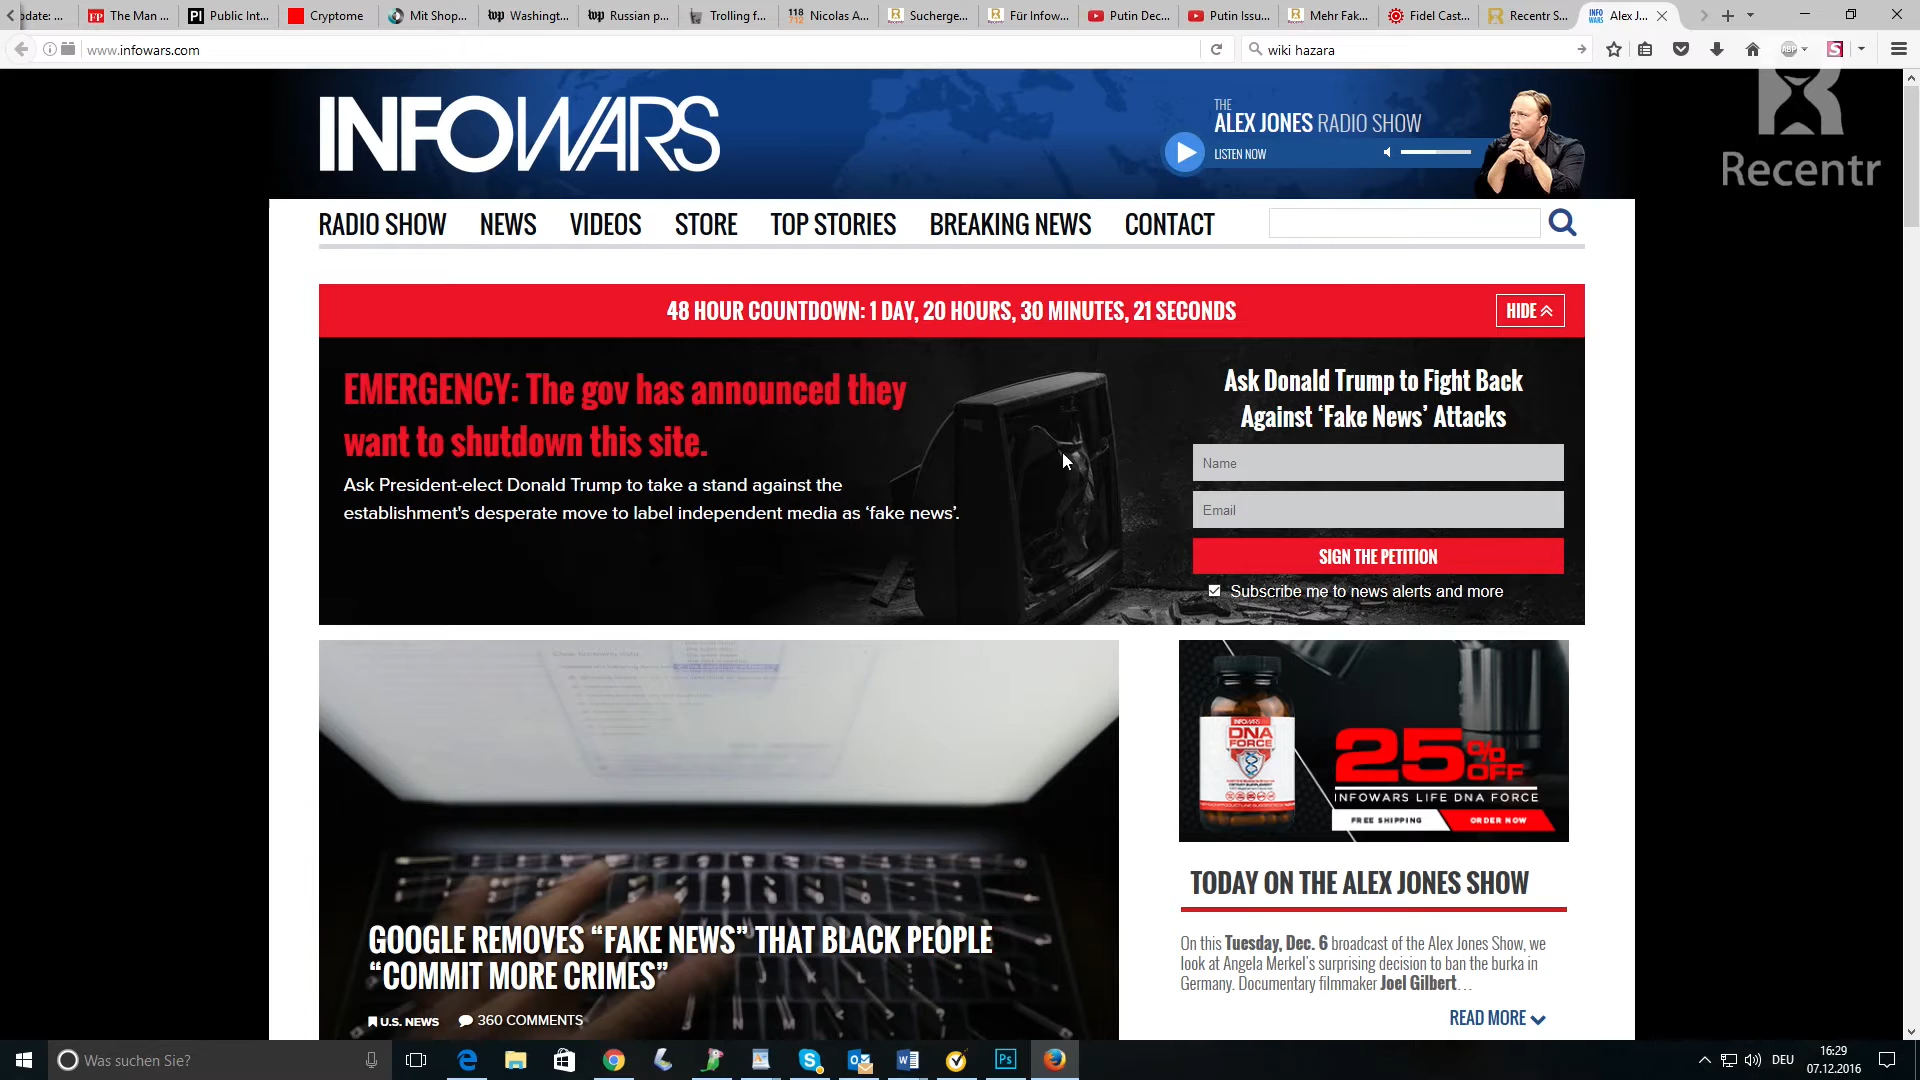 pdate: ...
The Man ...
Public Int...
Cryptome
Mit Shop...
Washingt...
Russian p...
Trolling f...
Nicolas A...
Sucherge...
Für Infow...
Putin Dec...
Putin Issu...
Mehr Fak...
Fidel Cast...
Recentr S...
Alex J...
www.infowars.com
wiki hazara
ABP
Recentr
INFOWARS
THE
ALEX JONES RADIO SHOW
LISTEN NOW
RADIO SHOW NEWS VIDEOS STORE TOP STORIES BREAKING NEWS CONTACT
48 HOUR COUNTDOWN: 1 DAY, 20 HOURS, 30 MINUTES, 21 SECONDS
HIDE
EMERGENCY: The gov has announced they
want to shutdown this site.
Ask President-elect Donald Trump to take a stand against the
establishment's desperate move to label independent media as ‘fake news’.
Ask Donald Trump to Fight Back
Against ‘Fake News’ Attacks
Name
Email
SIGN THE PETITION
Subscribe me to news alerts and more
GOOGLE REMOVES “FAKE NEWS” THAT BLACK PEOPLE
“COMMIT MORE CRIMES”
U.S. NEWS 360 COMMENTS
DNA
FORCE
25% OFF
INFOWARS LIFE DNA FORCE
FREE SHIPPING ORDER NOW
TODAY ON THE ALEX JONES SHOW
On this Tuesday, Dec. 6 broadcast of the Alex Jones Show, we
look at Angela Merkel's surprising decision to ban the burka in
Germany. Documentary filmmaker Joel Gilbert…
READ MORE
Was suchen Sie?
DEU
16:29
07.12.2016